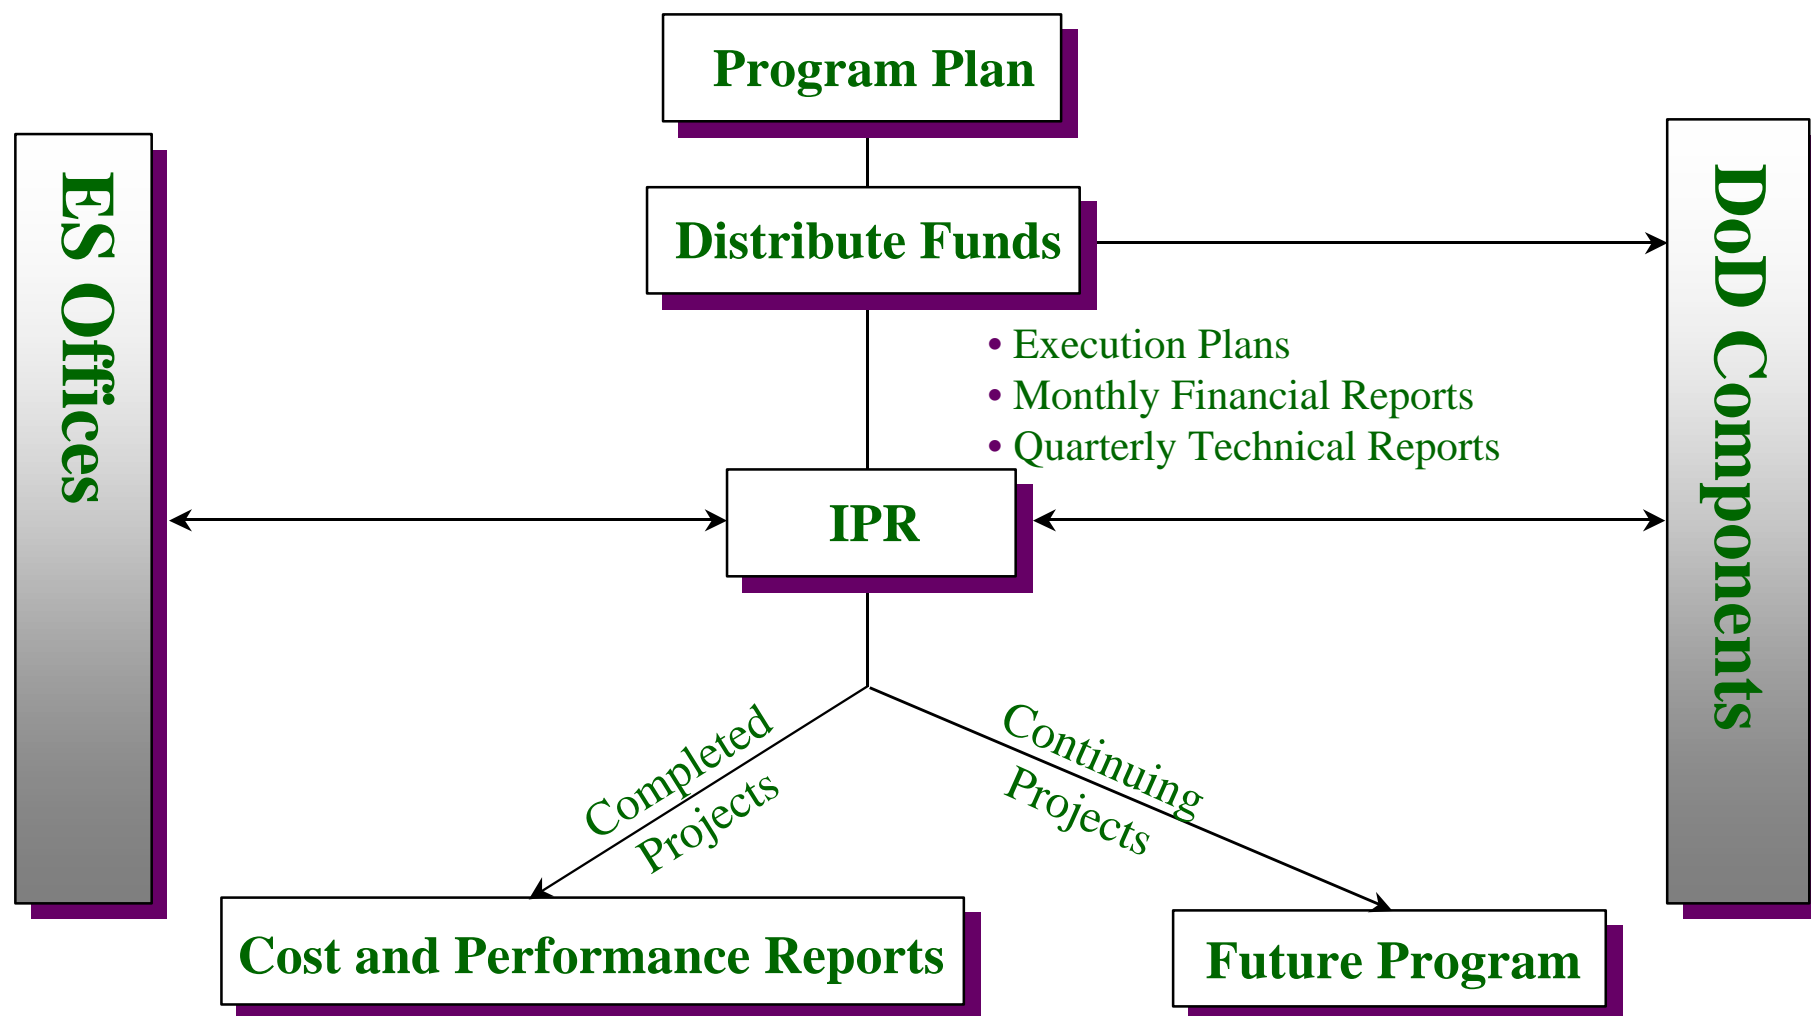 Program Plan
ES Offices
DoD Components
Distribute Funds
• Execution Plans
• Monthly Financial Reports
• Quarterly Technical Reports
IPR
Completed
Projects
Continuing
Projects
Cost and Performance Reports
Future Program